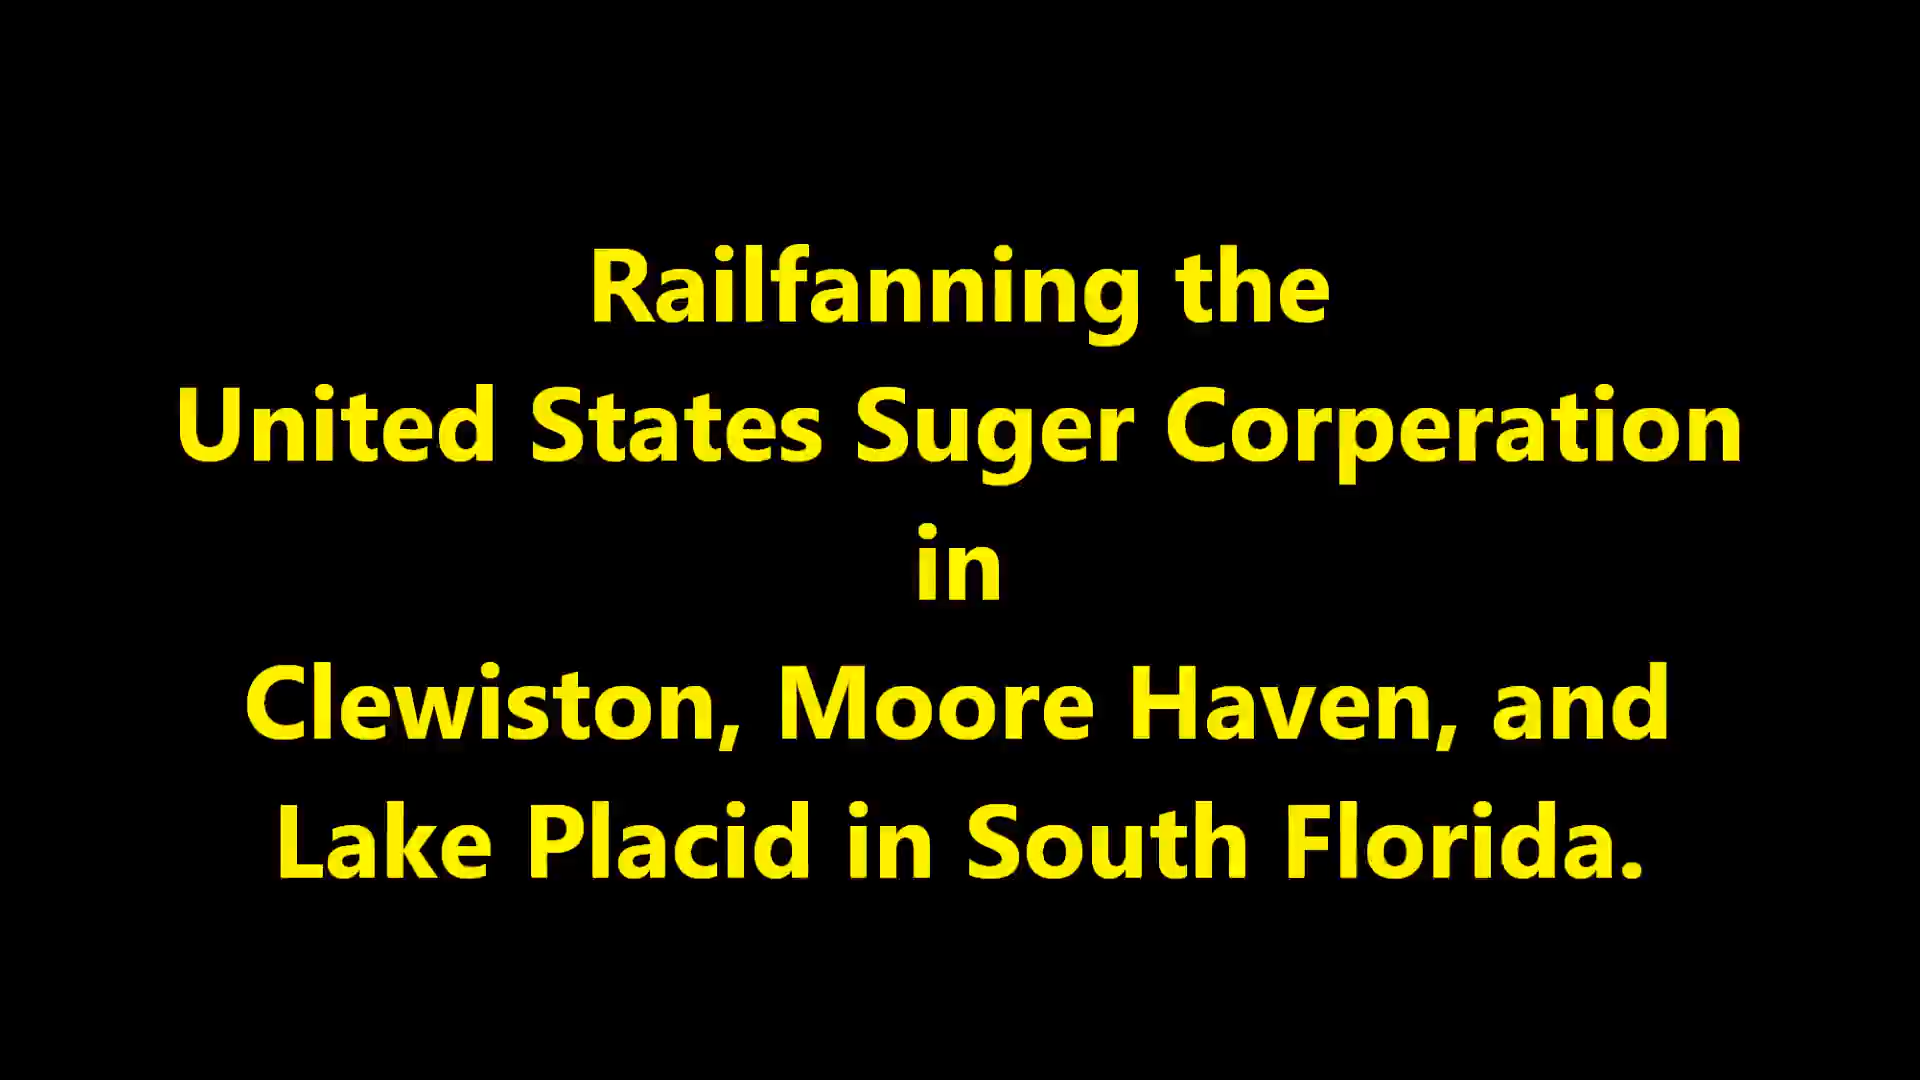 Railfanning the
United States Suger Corperation
in
Clewiston, Moore Haven, and
Lake Placid in South Florida.